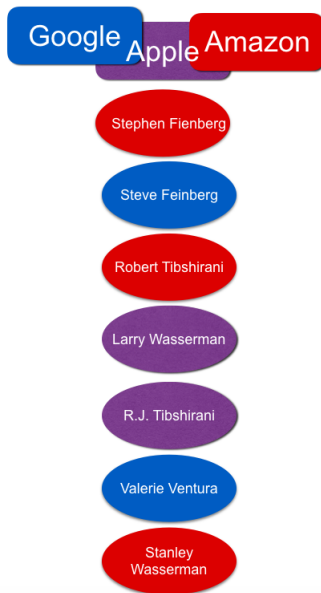 Google
Apple
Amazon
Stephen Fienberg
Steve Feinberg
Robert Tibshirani
Larry Wasserman
R.J. Tibshirani
Valerie Ventura
Stanley
Wasserman